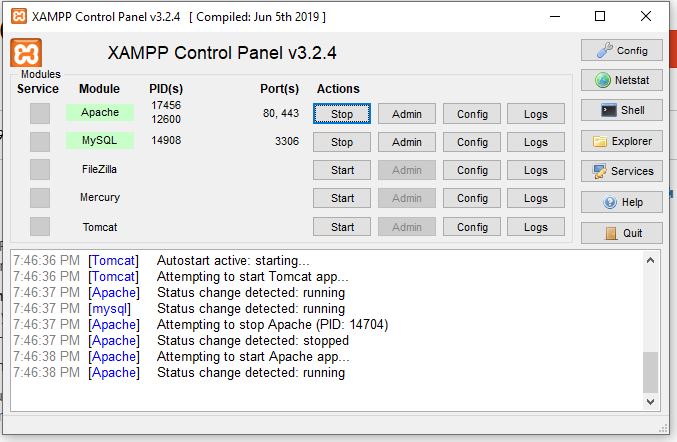 XAMPP Control Panel v3.2.4 [ Compiled: Jun 5th 2019 ]
XAMPP Control Panel v3.2.4
Config
Modules
Service Module PID(s) Port(s) Actions
Netstat
Apache 17456 12600 80, 443 Stop Admin Config Logs
Shell
MySQL 14908 3306 Stop Admin Config Logs
Explorer
FileZilla Start Admin Config Logs
Services
Mercury Start Admin Config Logs
Help
Tomcat Start Admin Config Logs
Quit
7:46:36 PM [Tomcat] Autostart active: starting...
7:46:36 PM [Tomcat] Attempting to start Tomcat app...
7:46:37 PM [Apache] Status change detected: running
7:46:37 PM [mysql] Status change detected: running
7:46:37 PM [Apache] Attempting to stop Apache (PID: 14704)
7:46:37 PM [Apache] Status change detected: stopped
7:46:38 PM [Apache] Attempting to start Apache app...
7:46:38 PM [Apache] Status change detected: running